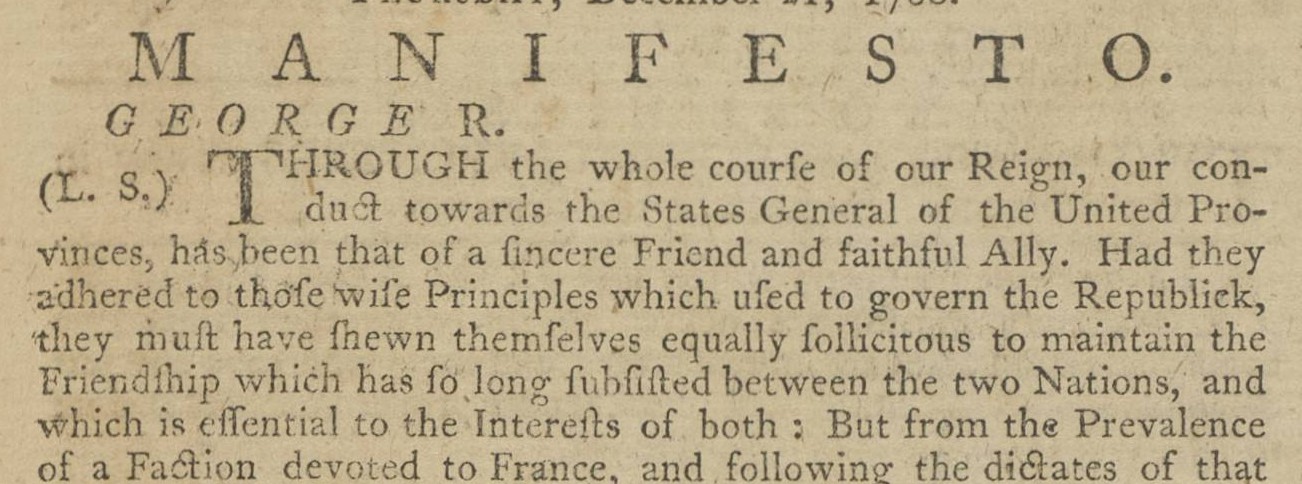 December 21, 1780.
MANIFESTO.
GEORGE R.
(L. S.) THROUGH the whole courſe of our Reign, our con-
duct towards the States General of the United Pro-
vinces, has been that of a ſincere Friend and faithful Ally. Had they
adhered to thoſe wiſe Principles which uſed to govern the Republick,
they muſt have ſhewn themſelves equally ſollicitous to maintain the
Friendſhip which has ſo long ſubſiſted between the two Nations, and
which is eſſential to the Intereſts of both : But from the Prevalence
of a Faction devoted to France, and following the dictates of that